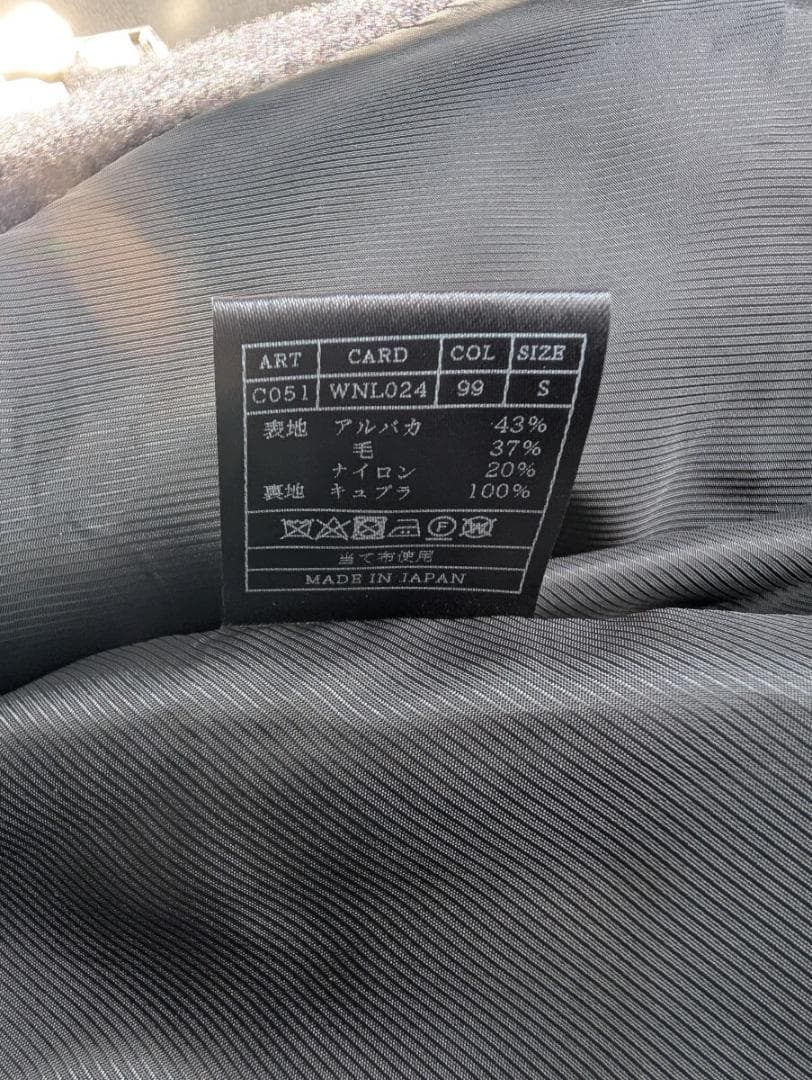 ART CARD COL SIZE
C051 WNL024 99 S
表地 アルパカ 43%
毛 37%
ナイロン 20%
裏地 キュプラ 100%
F W
当て布使用
MADE IN JAPAN